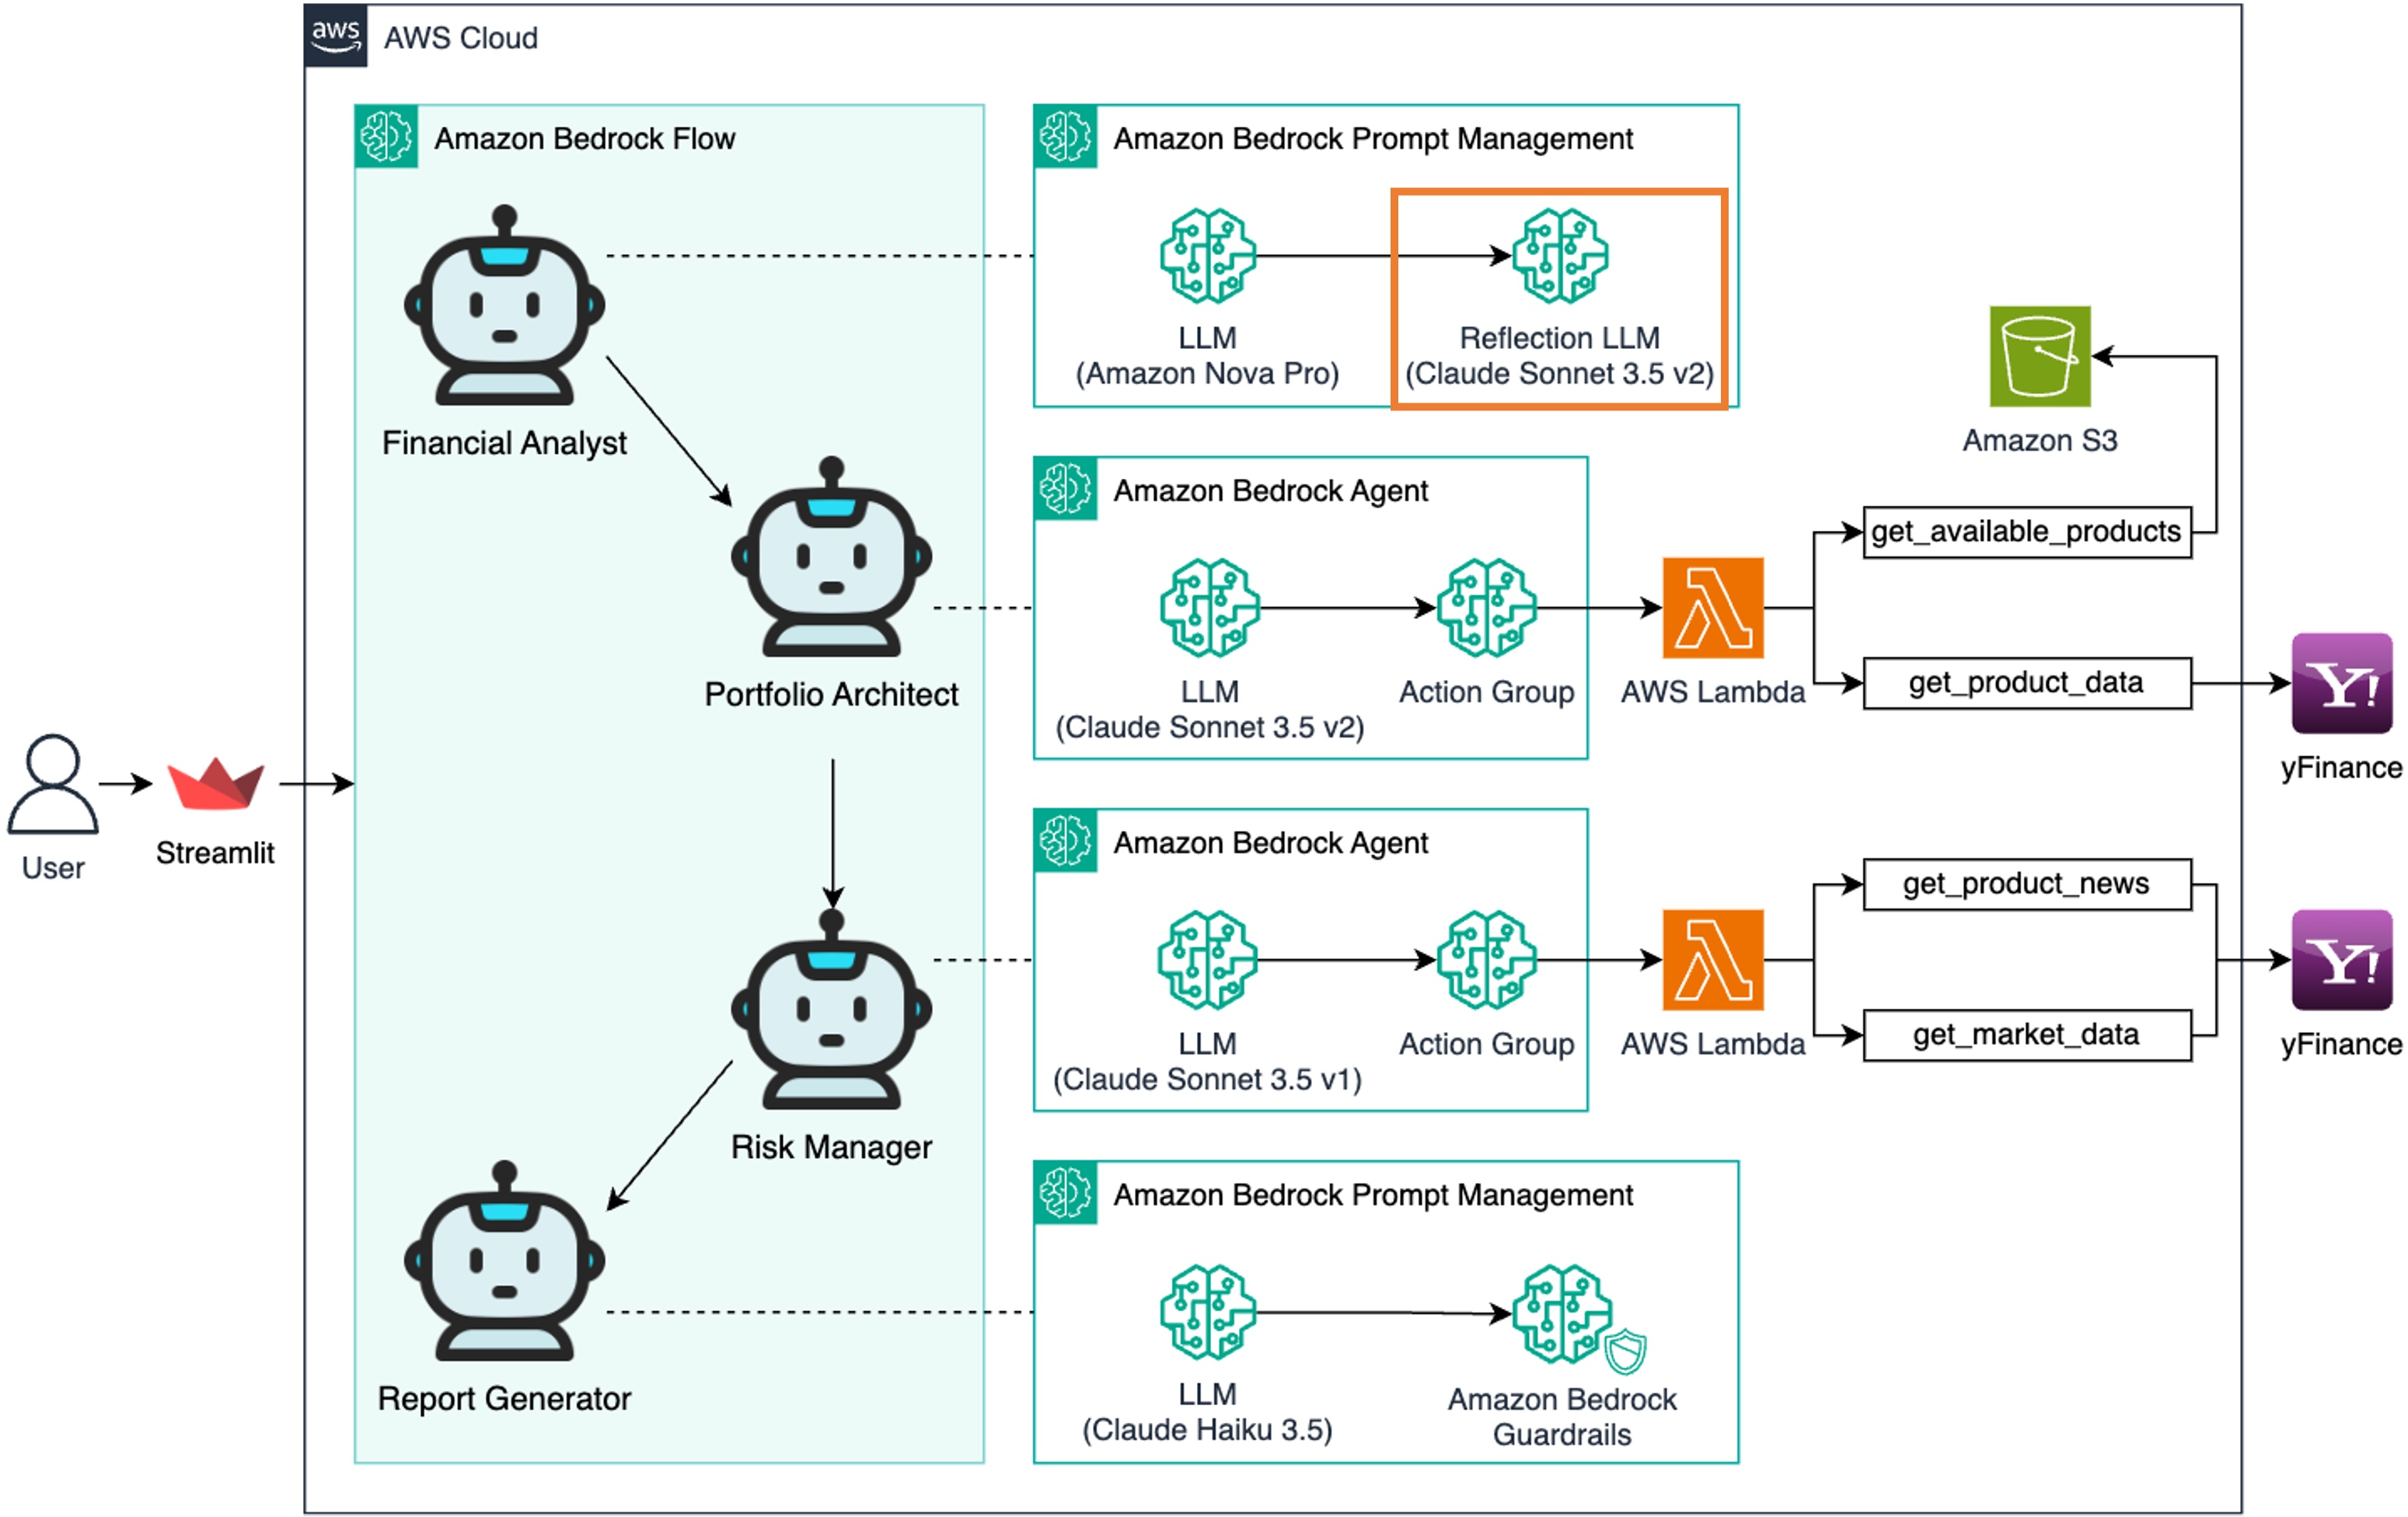 aws
AWS Cloud
Amazon Bedrock Flow
Financial Analyst
Portfolio Architect
Risk Manager
Report Generator
User
Streamlit
Amazon Bedrock Prompt Management
LLM
(Amazon Nova Pro)
Reflection LLM
(Claude Sonnet 3.5 v2)
Amazon Bedrock Agent
LLM
(Claude Sonnet 3.5 v2)
Action Group
AWS Lambda
get_available_products
get_product_data
Amazon S3
Y!
yFinance
Amazon Bedrock Agent
LLM
(Claude Sonnet 3.5 v1)
Action Group
AWS Lambda
get_product_news
get_market_data
Y!
yFinance
Amazon Bedrock Prompt Management
LLM
(Claude Haiku 3.5)
Amazon Bedrock
Guardrails